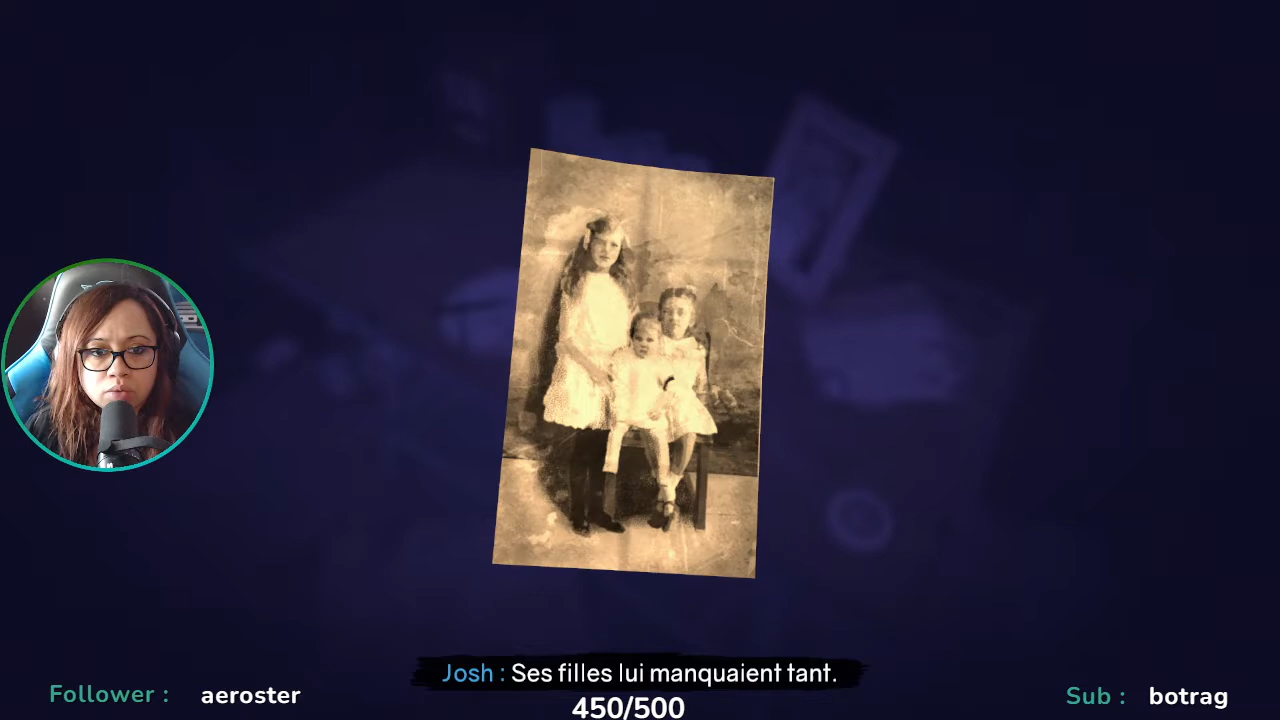 Josh : Ses filles lui manquaient tant.
Follower : aeroster
450/500
Sub : botrag